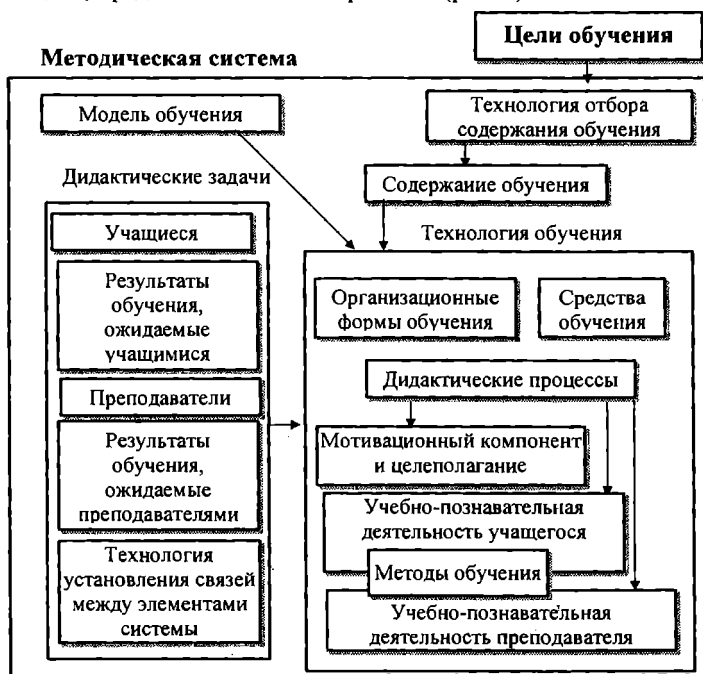 Цели обучения
Методическая система
Модель обучения
Технология отбора
содержания обучения
Дидактические задачи
Содержание обучения
Учащиеся
Технология обучения
Результаты
обучения,
ожидаемые
учащимися
Организационные
формы обучения
Средства
обучения
Преподаватели
Дидактические процессы
Результаты
обучения,
ожидаемые
преподавателями
Мотивационный компонент
и целеполагание
Учебно-познавательная
деятельность учащегося
Технология
установления связей
между элементами
системы
Методы обучения
Учебно-познавательная
деятельность преподавателя